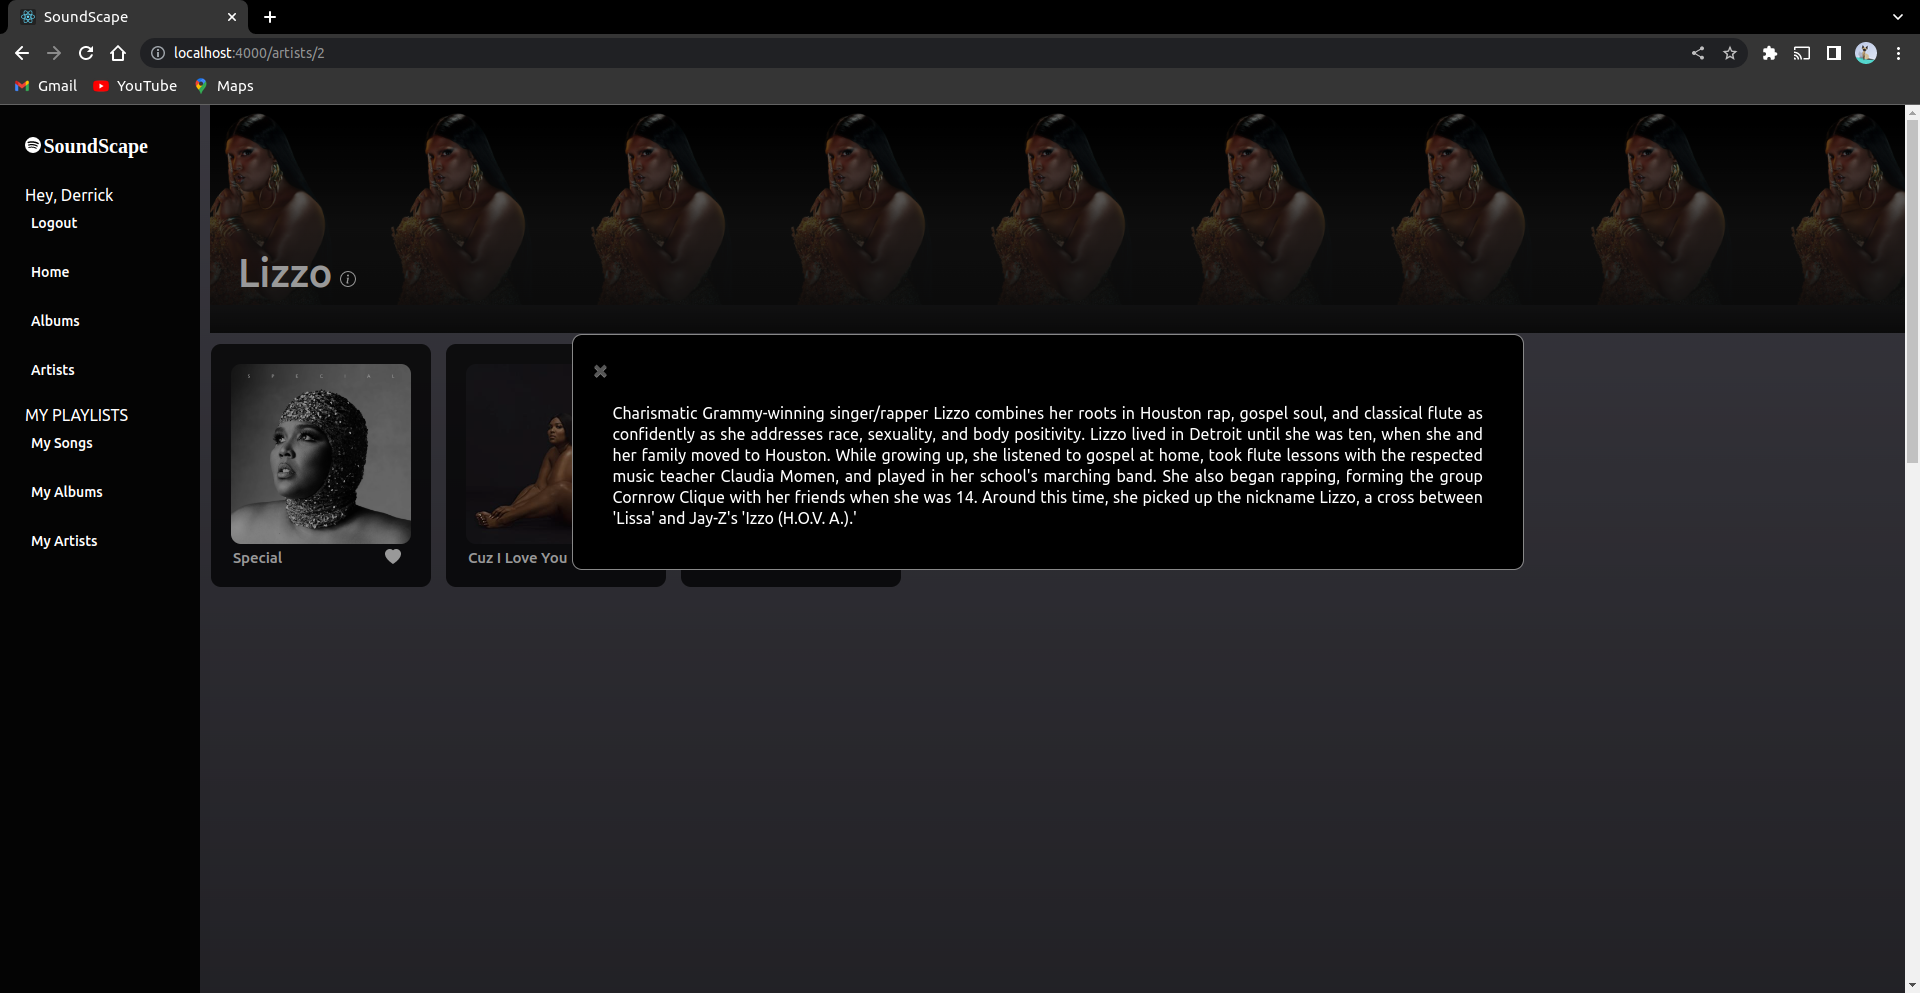 SoundScape
localhost:4000/artists/2
Gmail
YouTube
Maps
SoundScape
Hey, Derrick
Logout
Home
Albums
Artists
MY PLAYLISTS
My Songs
My Albums
My Artists
Lizzo
SPECIAL
Special
Cuz I Love You
Charismatic Grammy-winning singer/rapper Lizzo combines her roots in Houston rap, gospel soul, and classical flute as
confidently as she addresses race, sexuality, and body positivity. Lizzo lived in Detroit until she was ten, when she and
her family moved to Houston. While growing up, she listened to gospel at home, took flute lessons with the respected
music teacher Claudia Momen, and played in her school's marching band. She also began rapping, forming the group
Cornrow Clique with her friends when she was 14. Around this time, she picked up the nickname Lizzo, a cross between
'Lissa' and Jay-Z's 'Izzo (H.O.V. A.).'